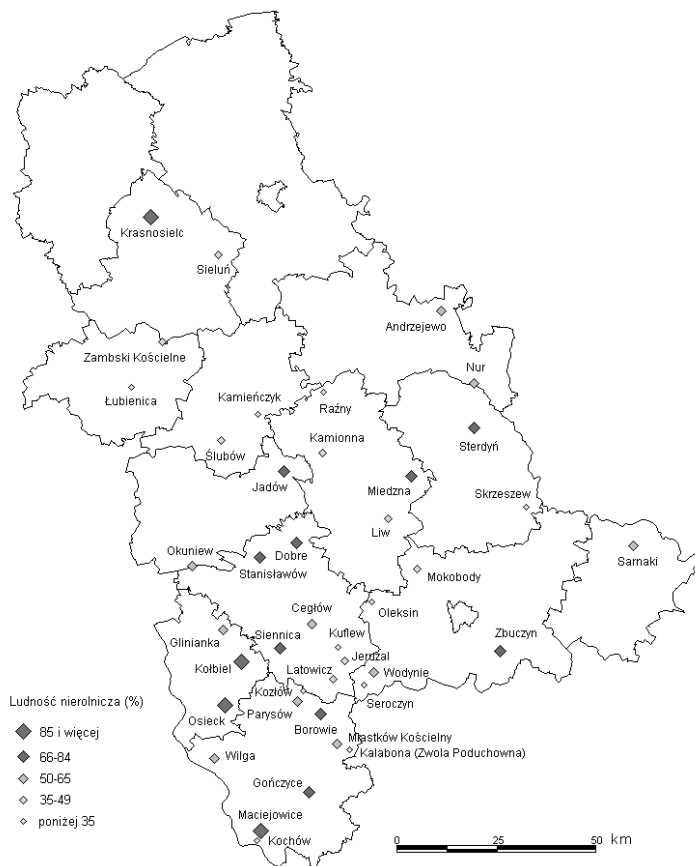 Krasnosielc
Sieluń
Andrzejewo
Zambski Kościelne
Nur
Łubienica
Kamieńczyk
Raźny
Ślubów
Kamionna
Sterdyń
Jadów
Miedzna
Skrzeszew
Liw
Dobre
Okuniew
Stanisławów
Sarnaki
Mokobody
Oleksin
Cegłów
Glinianka
Siennica
Kuflew
Zbuczyn
Kołbiel
Jeruzal
Latowicz
Wodynie
Kozłów
Seroczyn
Ludność nierolnicza (%)
Osieck
Parysów
Borowie
85 i więcej
Miastków Kościelny
Kalabona (Zwola Poduchowna)
66-84
Wilga
50-65
Gończyce
35-49
Maciejowice
poniżej 35
Kochów
0 25 50 km